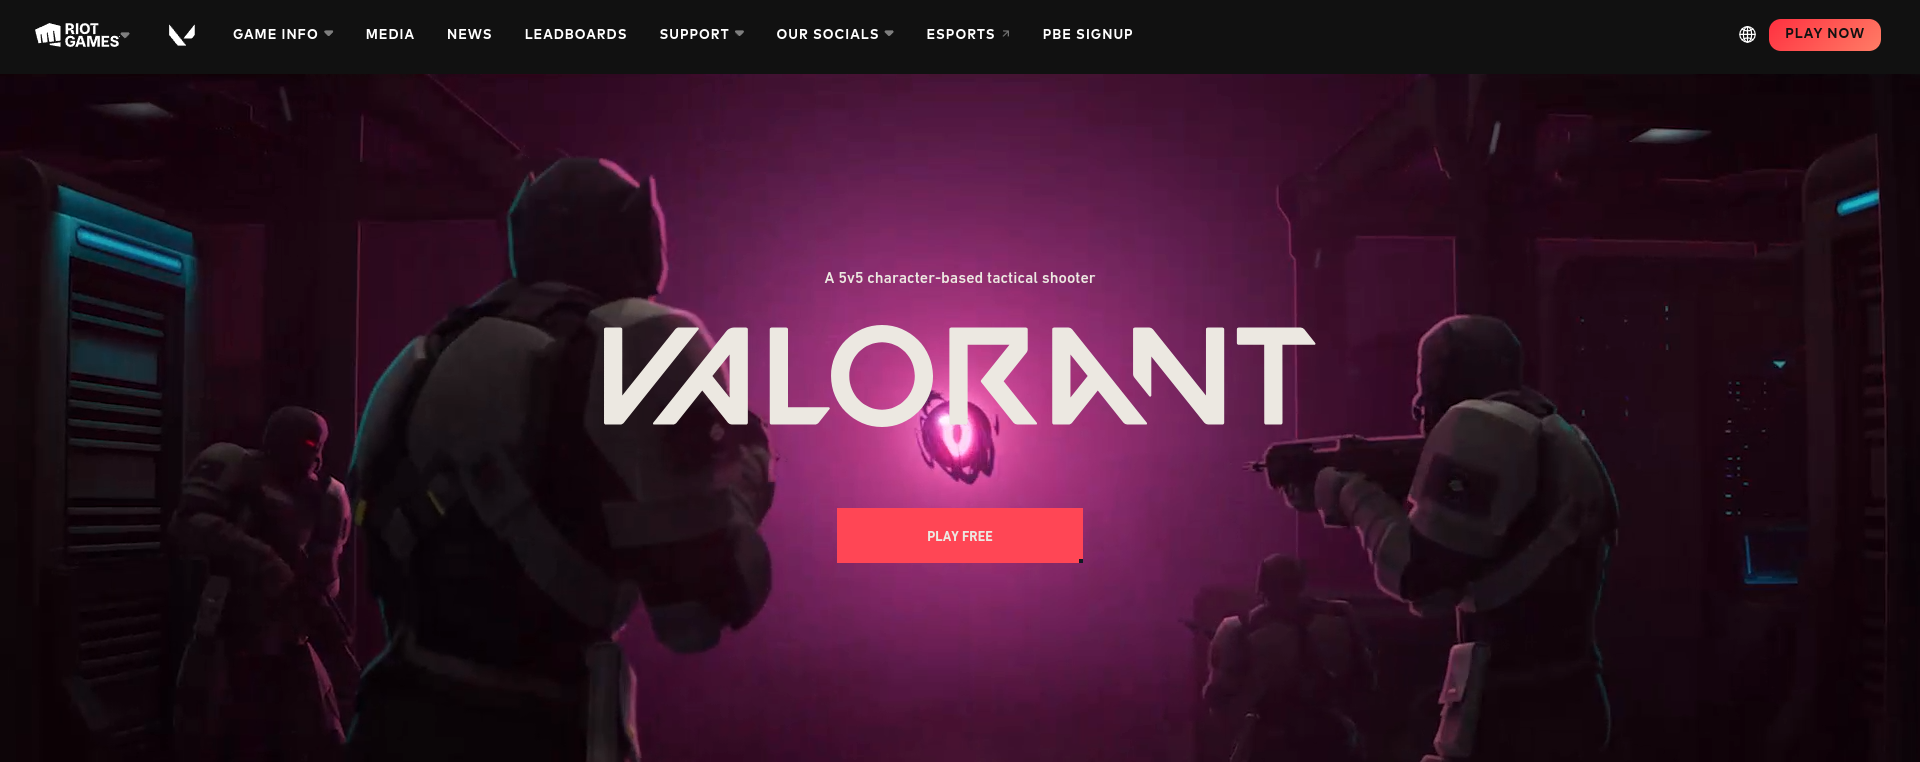 RIOT
GAMES
GAME INFO
MEDIA
NEWS
LEADBOARDS
SUPPORT
OUR SOCIALS
ESPORTS
PBE SIGNUP
PLAY NOW
A 5v5 character-based tactical shooter
VALORANT
PLAY FREE